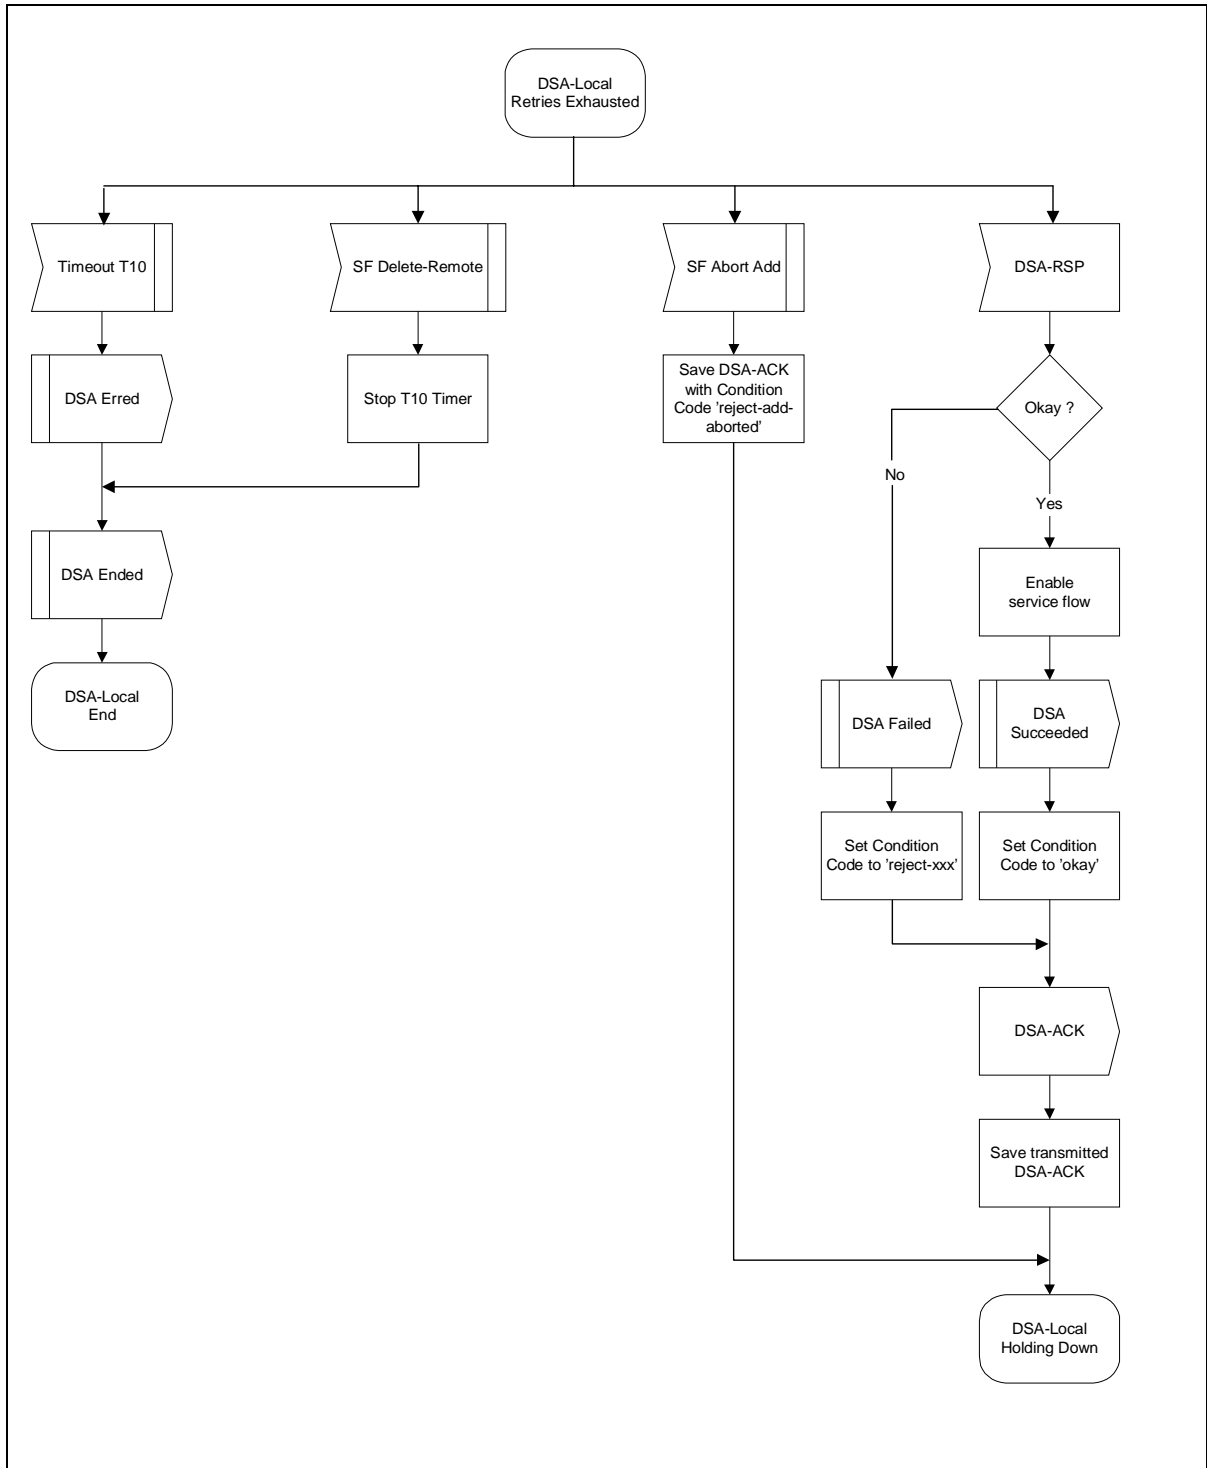 DSA-Local
Retries Exhausted
Timeout T10
SF Delete-Remote
SF Abort Add
DSA-RSP
DSA Erred
Stop T10 Timer
Save DSA-ACK
with Condition
Code 'reject-add-
aborted'
Okay ?
No
Yes
DSA Ended
Enable
service flow
DSA-Local
End
DSA Failed
DSA
Succeeded
Set Condition
Code to 'reject-xxx'
Set Condition
Code to 'okay'
DSA-ACK
Save transmitted
DSA-ACK
DSA-Local
Holding Down